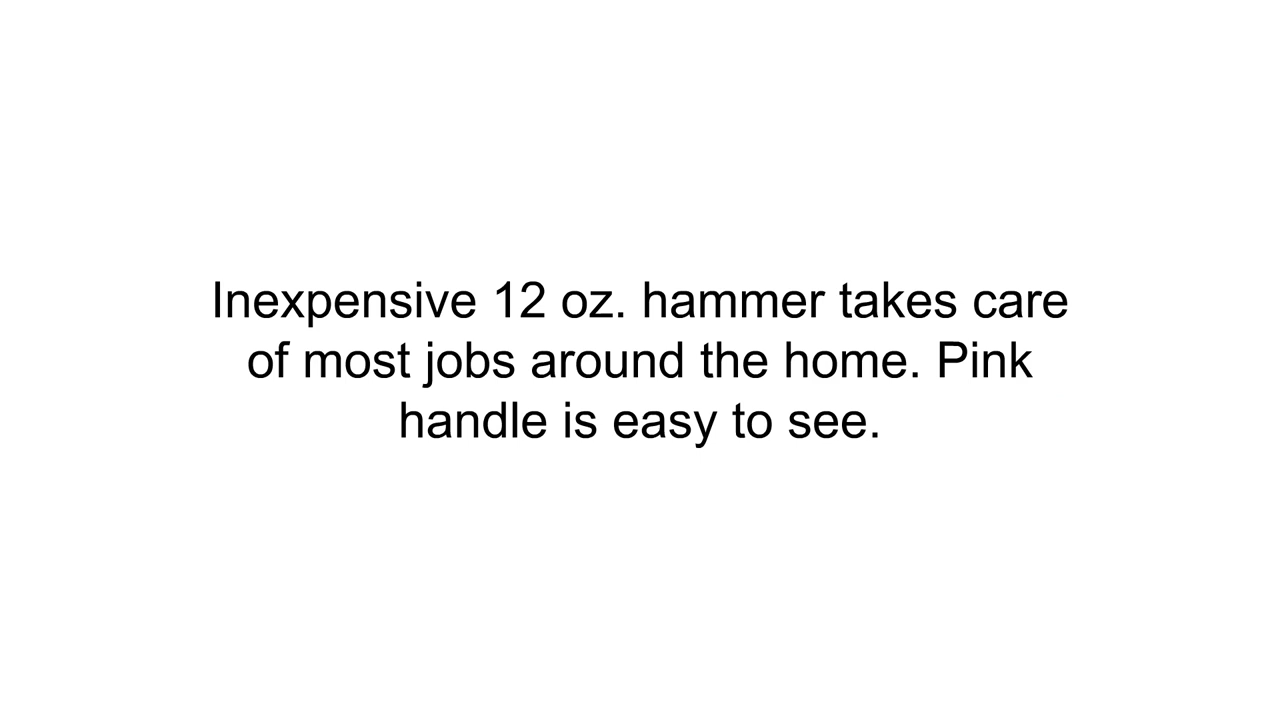 Inexpensive 12 oz. hammer takes care
of most jobs around the home. Pink
handle is easy to see.